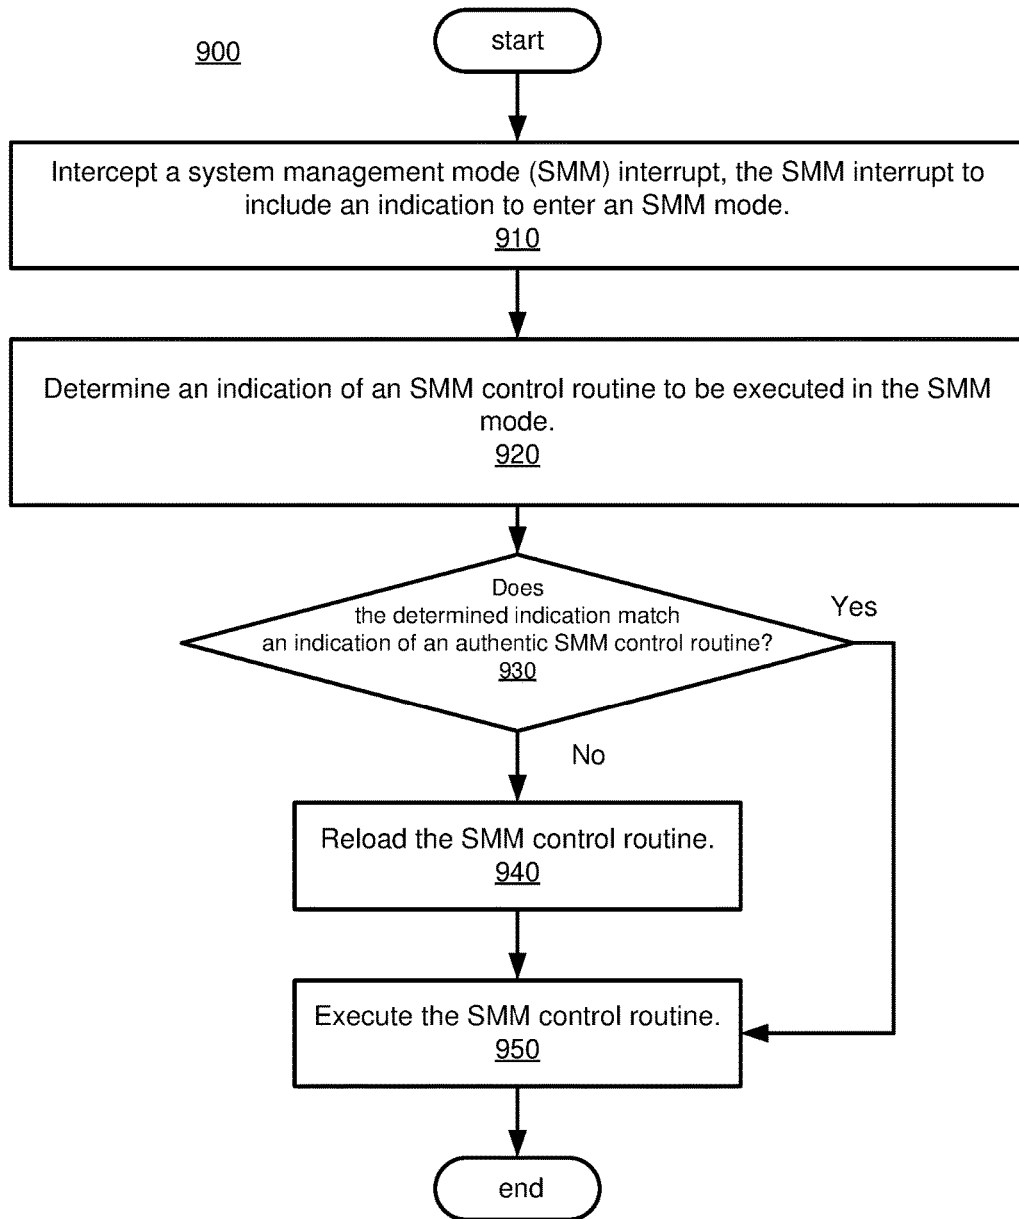 900
start
Intercept a system management mode (SMM) interrupt, the SMM interrupt to
include an indication to enter an SMM mode.
910
Determine an indication of an SMM control routine to be executed in the SMM
mode.
920
Does
the determined indication match
an indication of an authentic SMM control routine?
930
Yes
No
Reload the SMM control routine.
940
Execute the SMM control routine.
950
end